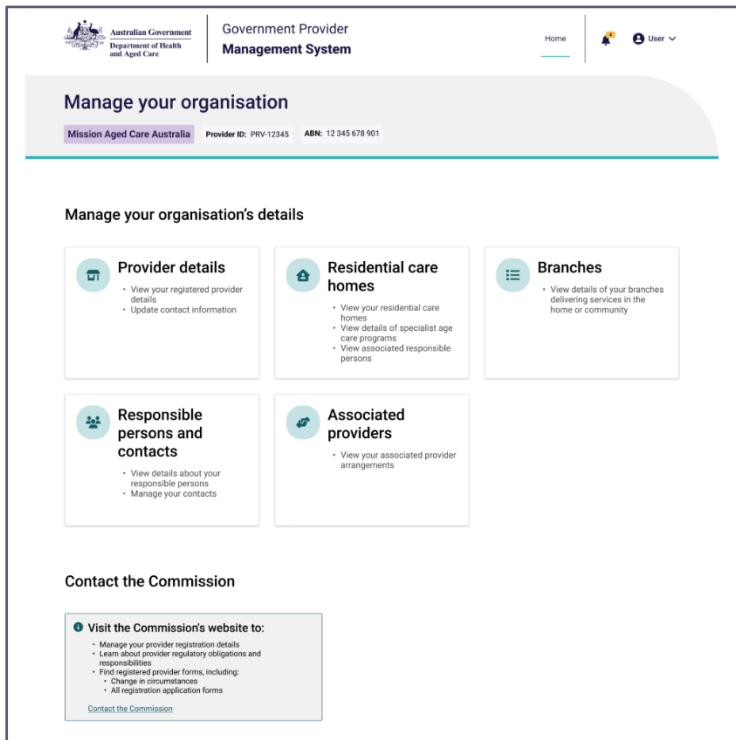 Australian Government
Department of Health
and Aged Care
Government Provider
Management System
Home
4
User
Manage your organisation
Mission Aged Care Australia
Provider ID: PRV-12345
ABN: 12 345 678 901
Manage your organisation's details
Provider details
• View your registered provider
details
• Update contact information
Residential care
homes
• View your residential care
homes
• View details of specialist age
care programs
• View associated responsible
persons
Branches
• View details of your branches
delivering services in the
home or community
Responsible
persons and
contacts
• View details about your
responsible persons
• Manage your contacts
Associated
providers
• View your associated provider
arrangements
Contact the Commission
Visit the Commission's website to:
• Manage your provider registration details
• Learn about provider regulatory obligations and
responsibilities
• Find registered provider forms, including:
• Change in circumstances
• All registration application forms
Contact the Commission